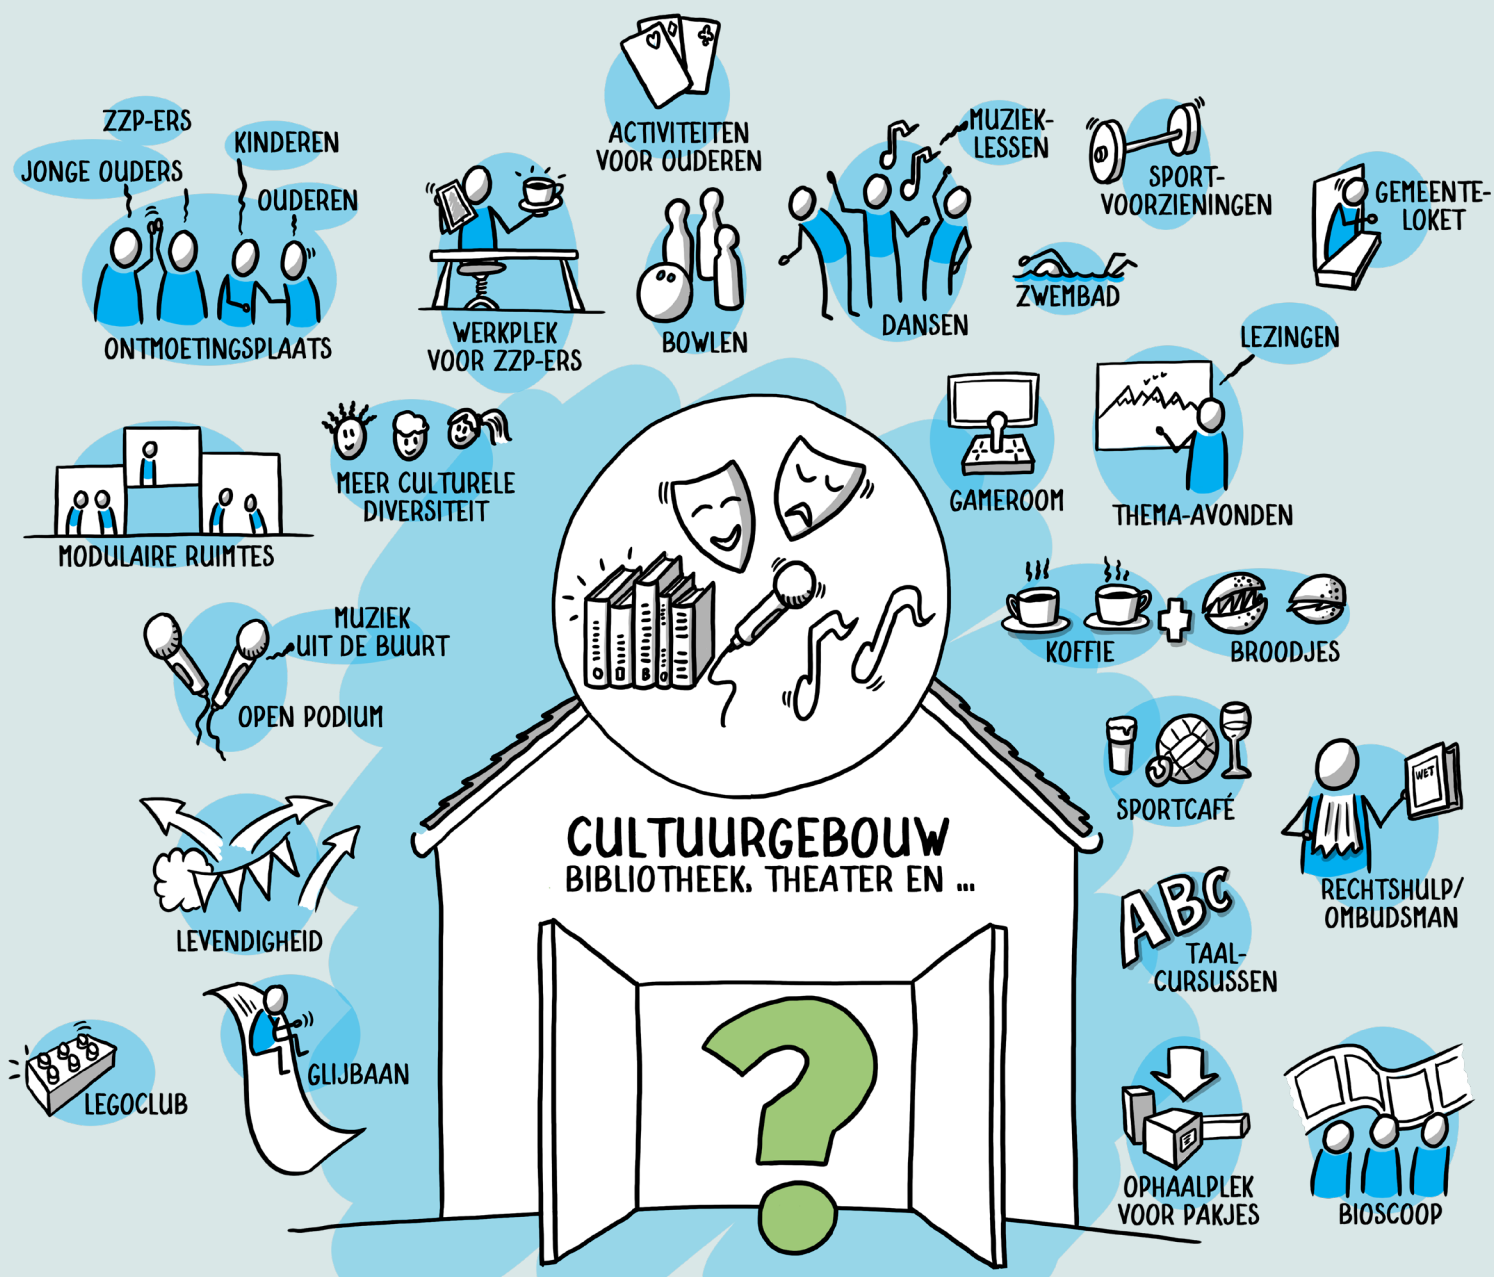 ZZP-ERS
JONGE OUDERS
KINDEREN
OUDEREN
ONTMOETINGSPLAATS
WERKPLEK
VOOR ZZP-ERS
ACTIVITEITEN
VOOR OUDEREN
BOWLEN
MUZIEK-
LESSEN
DANSEN
SPORT-
VOORZIENINGEN
ZWEMBAD
GEMEENTE-
LOKET
LEZINGEN
THEMA-AVONDEN
GAMEROOM
MEER CULTURELE
DIVERSITEIT
MODULAIRE RUIMTES
MUZIEK
UIT DE BUURT
OPEN PODIUM
KOFFIE
BROODJES
SPORTCAFÉ
WET
RECHTSHULP/
OMBUDSMAN
CULTUURGEBOUW
BIBLIOTHEEK, THEATER EN ...
LEVENDIGHEID
ABC
TAAL-
CURSUSSEN
GLIJBAAN
LEGOCLUB
OPHAALPLEK
VOOR PAKJES
BIOSCOOP